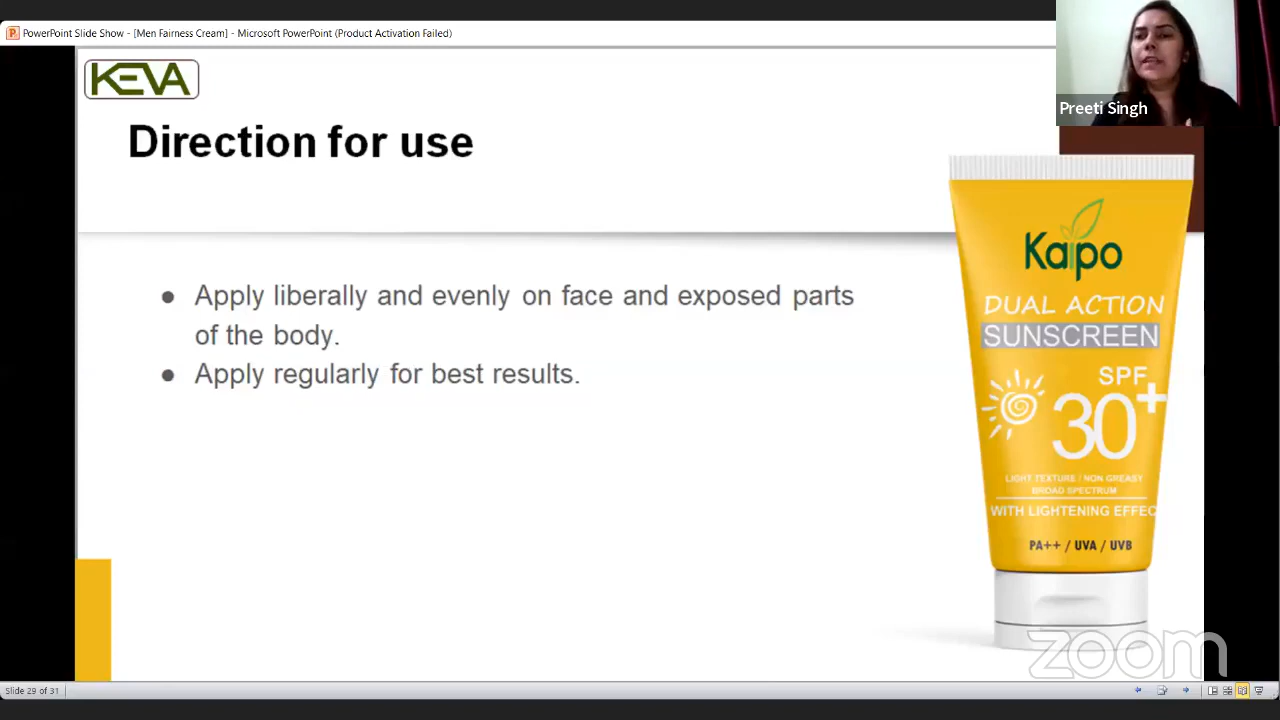 PowerPoint Slide Show - [Men Fairness Cream] - Microsoft PowerPoint (Product Activation Failed)
KEVA
Preeti Singh
Direction for use
● Apply liberally and evenly on face and exposed parts
of the body.
● Apply regularly for best results.
Kaipo
DUAL ACTION
SUNSCREEN
SPF
30+
LIGHT TEXTURE / NON GREASY
BROAD SPECTRUM
WITH LIGHTENING EFFEC
PA++ / UVA / UVB
zoom
Slide 29 of 31